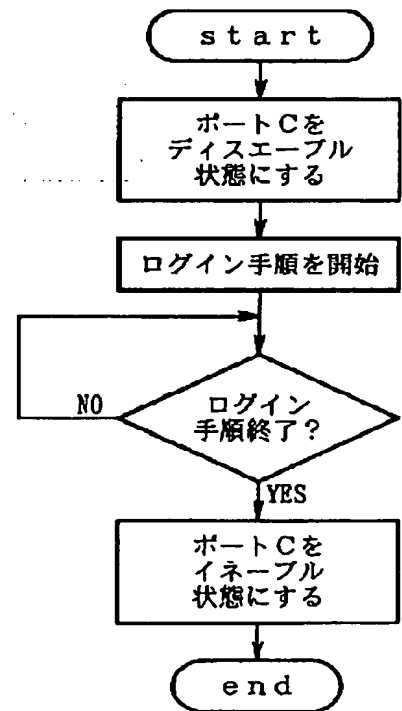 start
ポートCを
ディスエーブル
状態にする
ログイン手順を開始
NO
ログイン
手順終了?
YES
ポートCを
イネーブル
状態にする
end